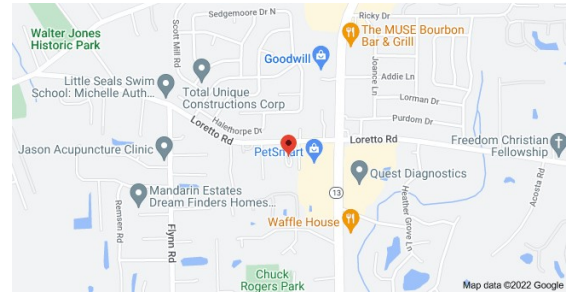 Sedgemoore Dr N
Ricky Dr
Scott Mill Rd
Walter Jones
Historic Park
The MUSE Bourbon
Bar & Grill
Goodwill
Joance Ln
Addie Ln
Little Seals Swim
School: Michelle Auth...
Total Unique
Constructions Corp
Lorman Dr
Halethorpe Dr
Purdom Dr
Loretto Rd
Loretto Rd
Jason Acupuncture Clinic
PetSmart
Freedom Christian
Fellowship
Quest Diagnostics
Mandarin Estates
Dream Finders Homes...
13
Remsen Rd
Heather Grove Ln
Acosta Rd
Waffle House
Flynn Rd
Chuck
Rogers Park
Map data ©2022 Google